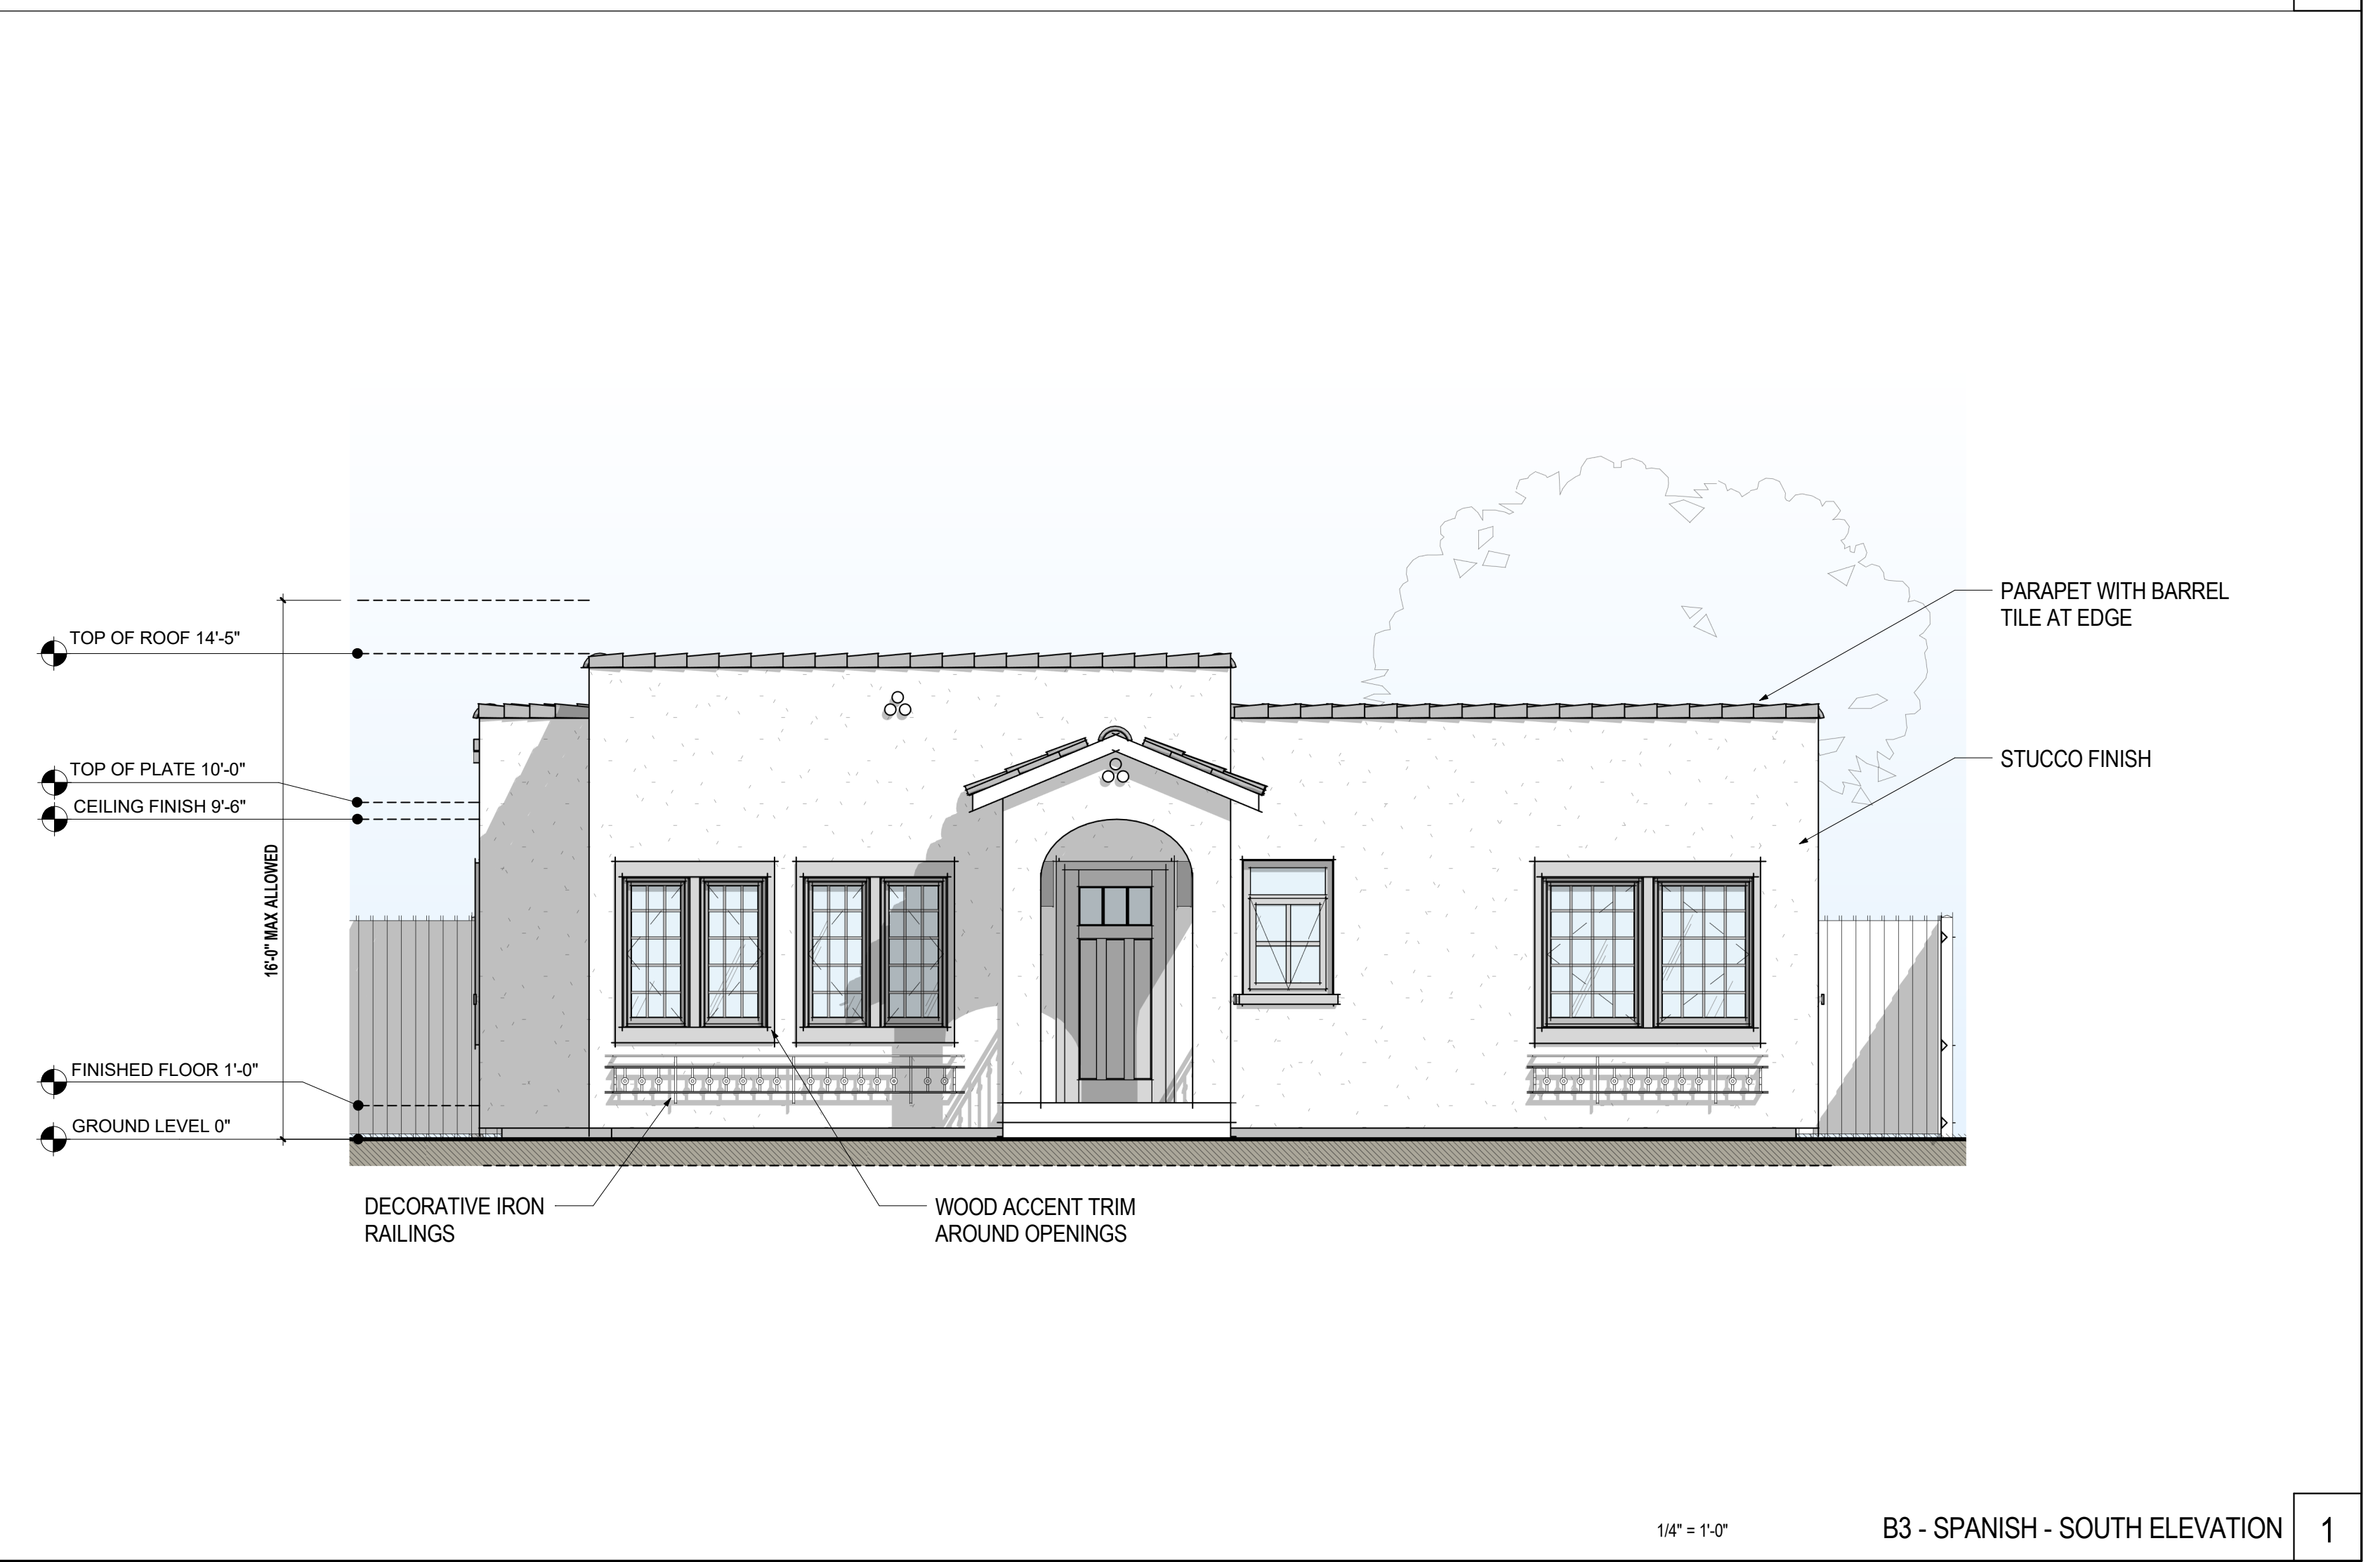 PARAPET WITH BARREL
TILE AT EDGE
TOP OF ROOF 14'-5"
STUCCO FINISH
TOP OF PLATE 10'-0"
CEILING FINISH 9'-6"
16'-0" MAX ALLOWED
FINISHED FLOOR 1'-0"
GROUND LEVEL 0"
DECORATIVE IRON
RAILINGS
WOOD ACCENT TRIM
AROUND OPENINGS
1/4" = 1'-0"
B3 - SPANISH - SOUTH ELEVATION
1